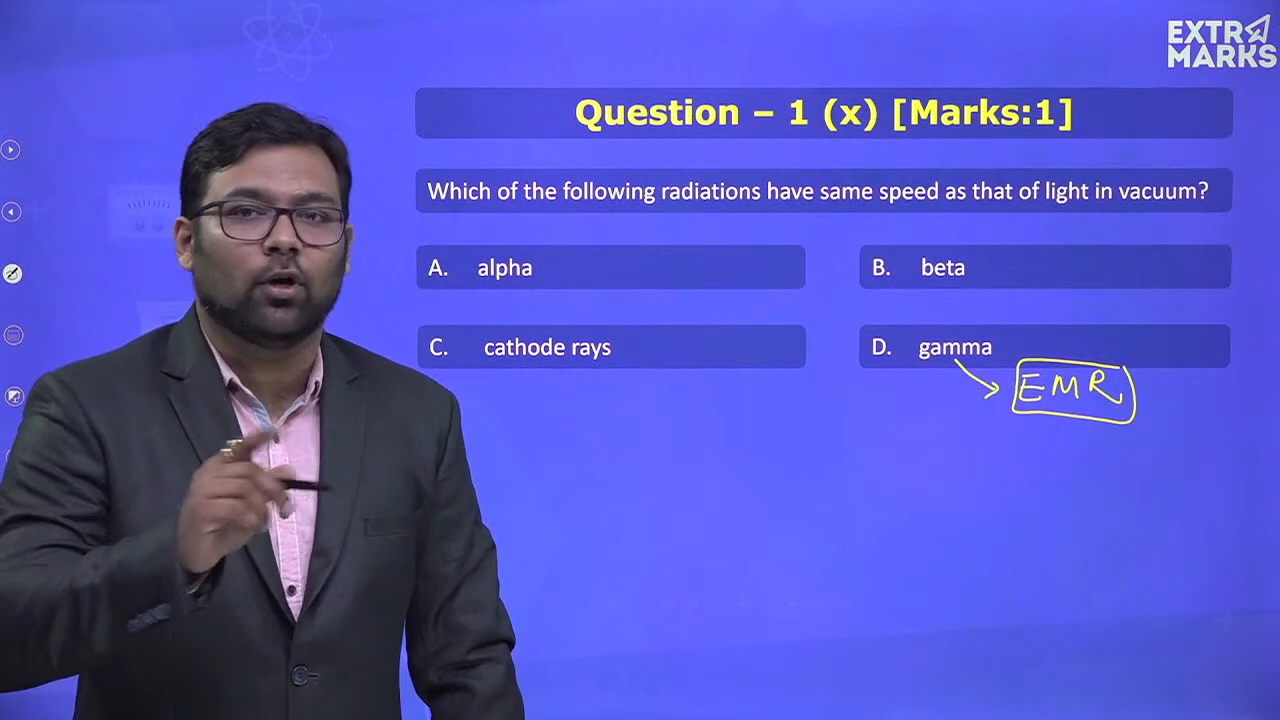 EXTRA
MARKS
Question – 1 (x) [Marks:1]
Which of the following radiations have same speed as that of light in vacuum?
A. alpha
B. beta
C. cathode rays
D. gamma
EMR